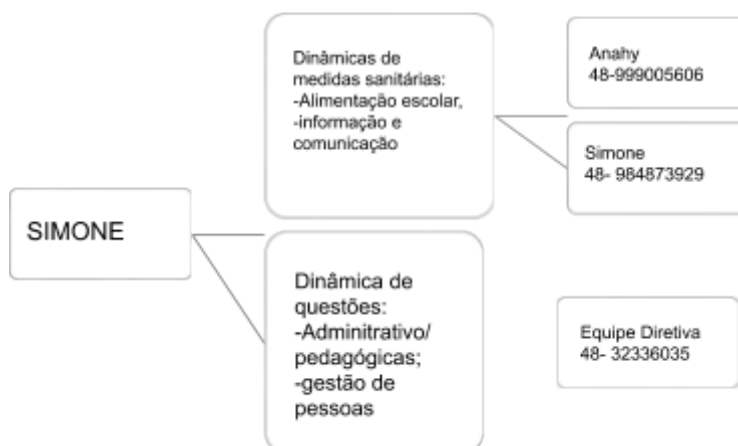 SIMONE
Dinâmicas de
medidas sanitárias:
-Alimentação escolar,
-informação e
comunicação
Dinâmica de
questões:
-Adminitrativo/
pedagógicas;
-gestão de
pessoas
Anahy
48-999005606
Simone
48- 984873929
Equipe Diretiva
48- 32336035